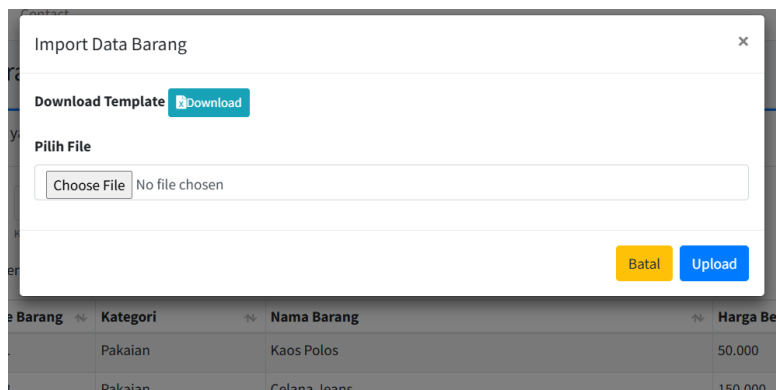 Contact
Import Data Barang ×
Download Template Download
Pilih File
Choose File No file chosen
Batal Upload
Barang Kategori Nama Barang Harga Be
Pakaian Kaos Polos 50.000
Pakaian Celana Jeans 150.000